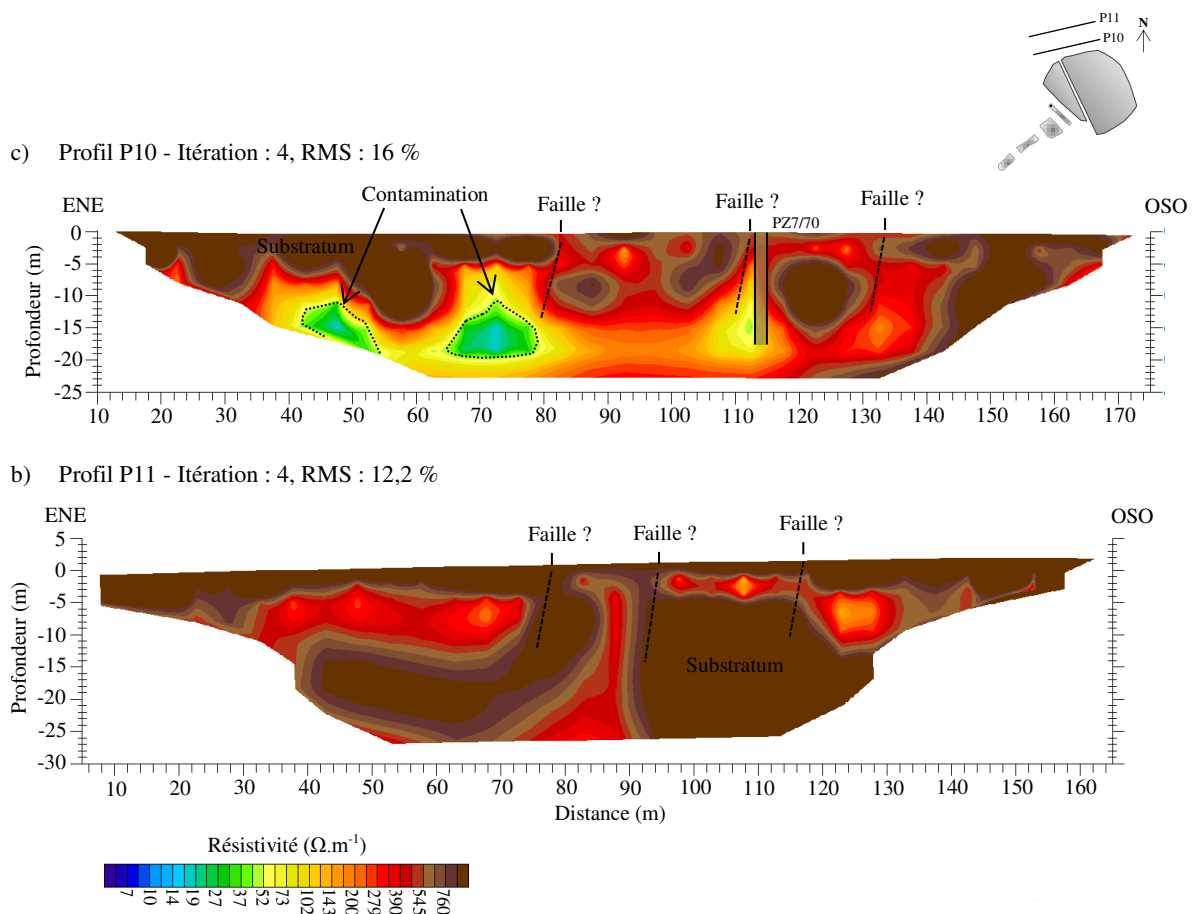 P11
P10
N
c) Profil P10 - Itération : 4, RMS : 16 %
Contamination
ENE
Faille ?
Faille ?
Faille ?
OSO
PZ7/70
Substratum
Profondeur (m)
0
-5
-10
-15
-20
-25
10 20 30 40 50 60 70 80 90 100 110 120 130 140 150 160 170
b) Profil P11 - Itération : 4, RMS : 12,2 %
ENE
Faille ?
Faille ?
Faille ?
OSO
Profondeur (m)
5
0
-5
-10
-15
-20
-25
-30
Substratum
10 20 30 40 50 60 70 80 90 100 110 120 130 140 150 160
Distance (m)
Résistivité (Ω.m⁻¹)
7 10 14 19 27 37 52 73 102 143 200 279 390 545 760